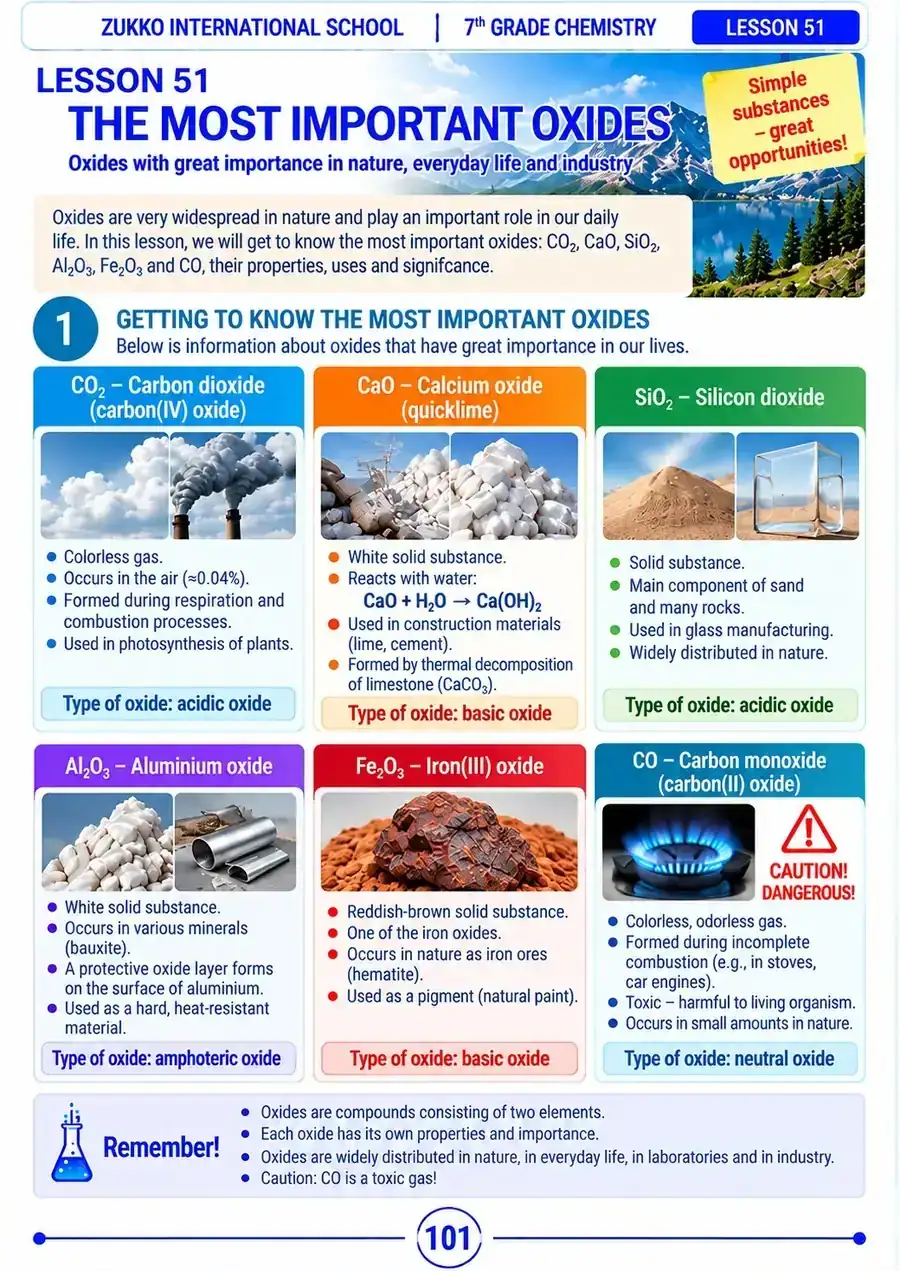 ZUKKO INTERNATIONAL SCHOOL | 7th GRADE CHEMISTRY LESSON 51
LESSON 51
THE MOST IMPORTANT OXIDES
Oxides with great importance in nature, everyday life and industry
Simple
substances
– great
opportunities!
Oxides are very widespread in nature and play an important role in our daily
life. In this lesson, we will get to know the most important oxides: CO₂, CaO, SiO₂,
Al₂O₃, Fe₂O₃ and CO, their properties, uses and signifcance.
1 GETTING TO KNOW THE MOST IMPORTANT OXIDES
Below is information about oxides that have great importance in our lives.
CO₂ – Carbon dioxide
(carbon(IV) oxide)
• Colorless gas.
• Occurs in the air (≈0.04%).
• Formed during respiration and
combustion processes.
• Used in photosynthesis of plants.
Type of oxide: acidic oxide
CaO – Calcium oxide
(quicklime)
• White solid substance.
• Reacts with water:
CaO + H₂O → Ca(OH)₂
• Used in construction materials
(lime, cement).
• Formed by thermal decomposition
of limestone (CaCO₃).
Type of oxide: basic oxide
SiO₂ – Silicon dioxide
• Solid substance.
• Main component of sand
and many rocks.
• Used in glass manufacturing.
• Widely distributed in nature.
Type of oxide: acidic oxide
Al₂O₃ – Aluminium oxide
• White solid substance.
• Occurs in various minerals
(bauxite).
• A protective oxide layer forms
on the surface of aluminium.
• Used as a hard, heat-resistant
material.
Type of oxide: amphoteric oxide
Fe₂O₃ – Iron(III) oxide
• Reddish-brown solid substance.
• One of the iron oxides.
• Occurs in nature as iron ores
(hematite).
• Used as a pigment (natural paint).
Type of oxide: basic oxide
CO – Carbon monoxide
(carbon(II) oxide)
CAUTION!
DANGEROUS!
• Colorless, odorless gas.
• Formed during incomplete
combustion (e.g., in stoves,
car engines).
• Toxic – harmful to living organism.
• Occurs in small amounts in nature.
Type of oxide: neutral oxide
Remember!
• Oxides are compounds consisting of two elements.
• Each oxide has its own properties and importance.
• Oxides are widely distributed in nature, in everyday life, in laboratories and in industry.
• Caution: CO is a toxic gas!
101